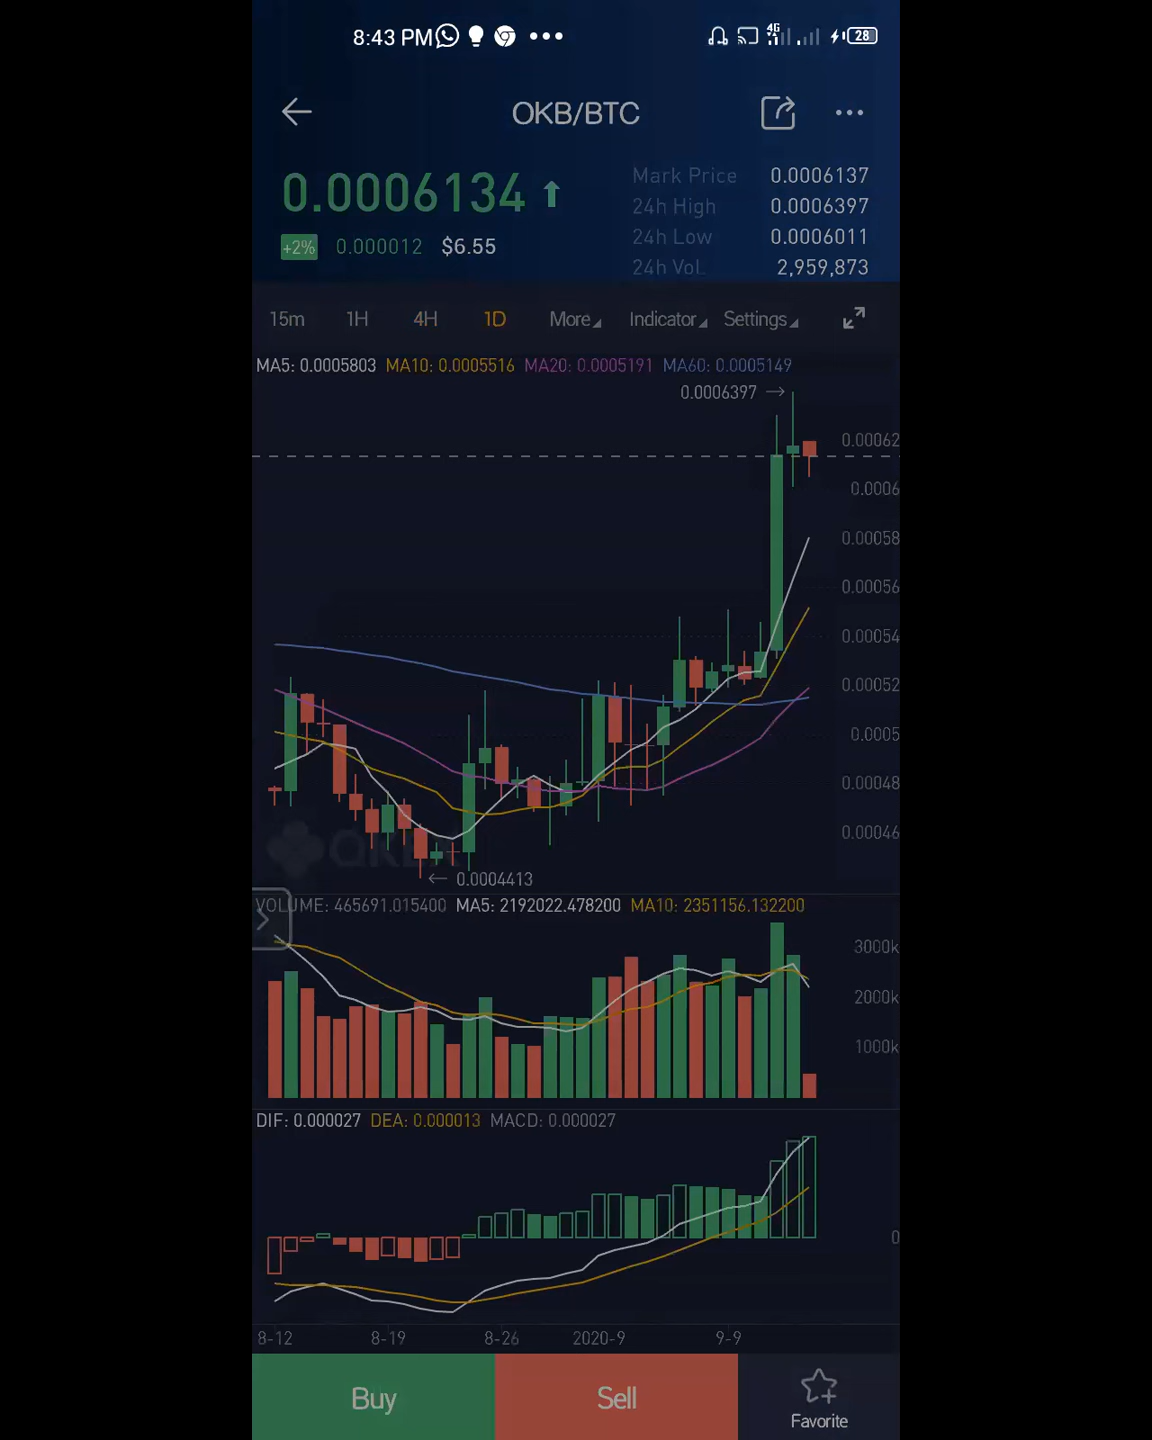 8:43 PM
4G
28
OKB/BTC
0.0006134
Mark Price 0.0006137
24h High 0.0006397
24h Low 0.0006011
24h Vol. 2,959,873
+2% 0.000012 $6.55
15m 1H 4H 1D More Indicator Settings
MA5: 0.0005803 MA10: 0.0005516 MA20: 0.0005191 MA60: 0.0005149
0.0006397
0.00062
0.0006
0.00058
0.00056
0.00054
0.00052
0.0005
0.00048
0.00046
0.0004413
VOLUME: 465691.015400 MA5: 2192022.478200 MA10: 2351156.132200
3000k
2000k
1000k
DIF: 0.000027 DEA: 0.000013 MACD: 0.000027
0
8-12 8-19 8-26 2020-9 9-9
Buy Sell Favorite